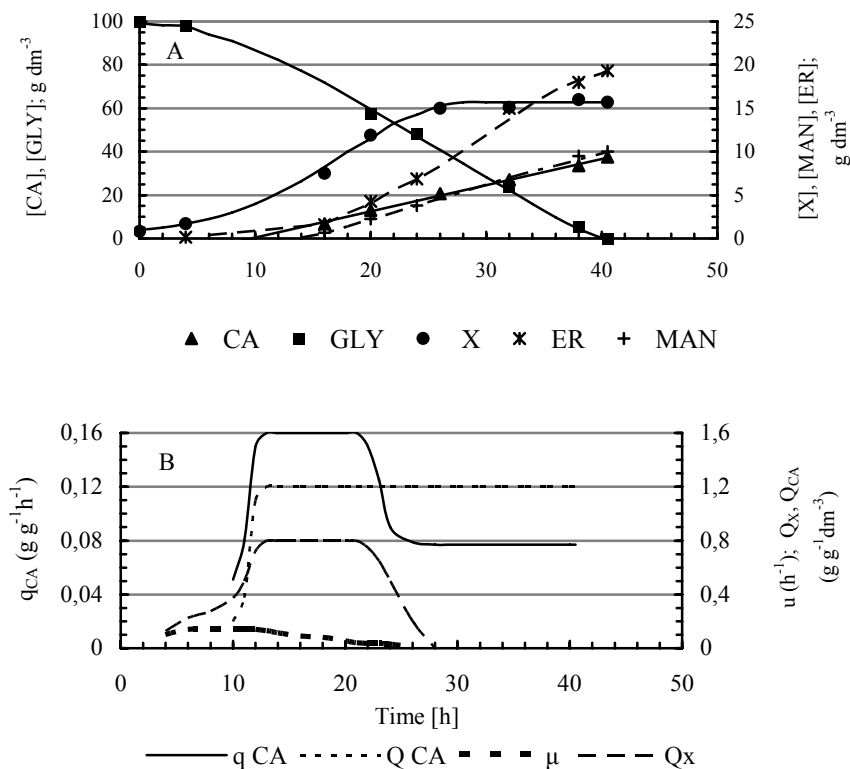 A
[CA], [GLY]; g dm-3
100
80
60
40
20
0
25
20
15
10
5
0
[X], [MAN], [ER];
g dm-3
0 10 20 30 40 50
CA GLY X ER MAN
B
qCA (g g-1h-1)
0,16
0,12
0,08
0,04
0
1,6
1,2
0,8
0,4
0
u (h-1); QX, QCA
(g g-1dm-3)
0 10 20 30 40 50
Time [h]
q CA Q CA μ Qx